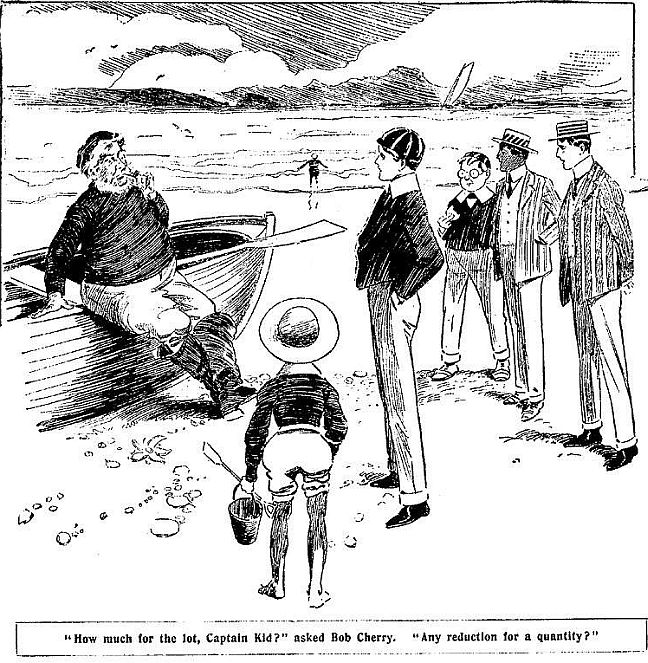 "How much for the lot, Captain Kid?" asked Bob Cherry. "Any reduction for a quantity?"